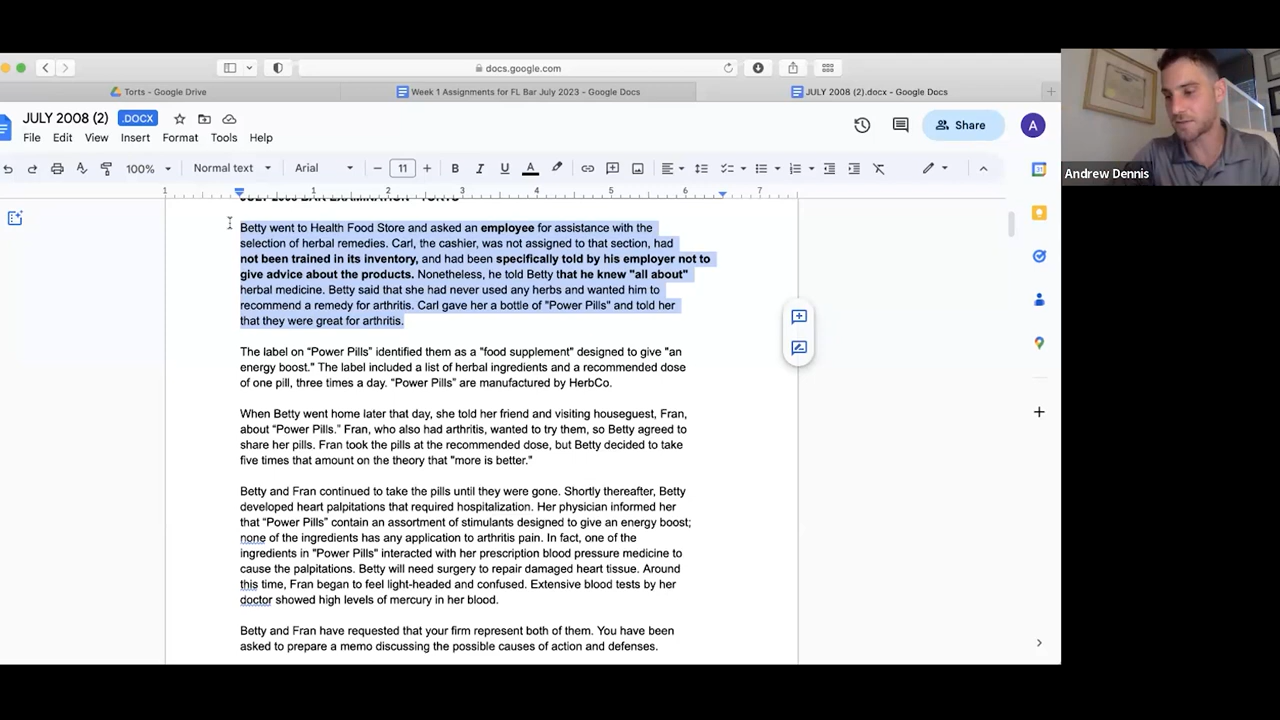 docs.google.com
Torts - Google Drive
Week 1 Assignments for FL Bar July 2023 - Google Docs
JULY 2008 (2).docx - Google Docs
JULY 2008 (2)
.DOCX
Share
A
File Edit View Insert Format Tools Help
100% Normal text Arial 11
1 1 2 3 4 5 6 7
Betty went to Health Food Store and asked an employee for assistance with the
selection of herbal remedies. Carl, the cashier, was not assigned to that section, had
not been trained in its inventory, and had been specifically told by his employer not to
give advice about the products. Nonetheless, he told Betty that he knew "all about"
herbal medicine. Betty said that she had never used any herbs and wanted him to
recommend a remedy for arthritis. Carl gave her a bottle of "Power Pills" and told her
that they were great for arthritis.
The label on “Power Pills” identified them as a "food supplement" designed to give "an
energy boost." The label included a list of herbal ingredients and a recommended dose
of one pill, three times a day. “Power Pills” are manufactured by HerbCo.
When Betty went home later that day, she told her friend and visiting houseguest, Fran,
about “Power Pills.” Fran, who also had arthritis, wanted to try them, so Betty agreed to
share her pills. Fran took the pills at the recommended dose, but Betty decided to take
five times that amount on the theory that "more is better."
Betty and Fran continued to take the pills until they were gone. Shortly thereafter, Betty
developed heart palpitations that required hospitalization. Her physician informed her
that “Power Pills” contain an assortment of stimulants designed to give an energy boost;
none of the ingredients has any application to arthritis pain. In fact, one of the
ingredients in "Power Pills" interacted with her prescription blood pressure medicine to
cause the palpitations. Betty will need surgery to repair damaged heart tissue. Around
this time, Fran began to feel light-headed and confused. Extensive blood tests by her
doctor showed high levels of mercury in her blood.
Betty and Fran have requested that your firm represent both of them. You have been
asked to prepare a memo discussing the possible causes of action and defenses.
Andrew Dennis